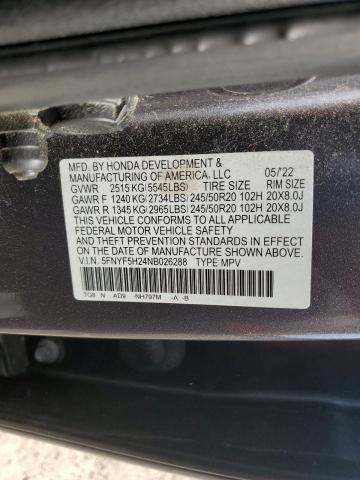 MFD. BY HONDA DEVELOPMENT &
MANUFACTURING OF AMERICA, LLC 05/'22
GVWR 2515 KG(5545LBS) TIRE SIZE RIM SIZE
GAWR F 1240 KG(2734LBS) 245/50R20 102H 20X8.0J
GAWR R 1345 KG(2965LBS) 245/50R20 102H 20X8.0J
THIS VEHICLE CONFORMS TO ALL APPLICABLE
FEDERAL MOTOR VEHICLE SAFETY
AND THEFT PREVENTION STANDARDS IN EFFECT ON
THE DATE OF MANUFACTURE SHOWN ABOVE.
V.I.N. 5FNYF5H24NB026288 TYPE MPV
TG8 N AD9 -NH797M -A -B